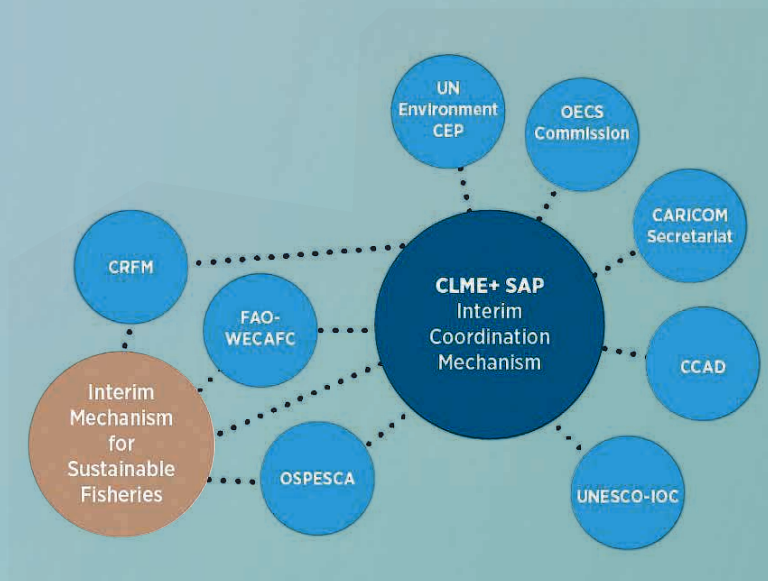 UN
Environment
CEP
OECS
Commission
CARICOM
Secretariat
CRFM
CLME+ SAP
Interim
Coordination
Mechanism
FAO-
WECAFC
CCAD
Interim
Mechanism
for
Sustainable
Fisheries
OSPESCA
UNESCO-IOC